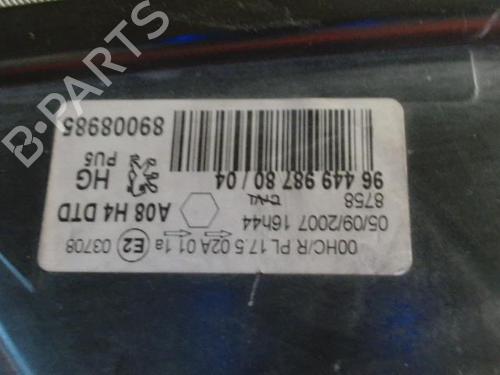 89008985
96 449 987 80 / 04
HG
PU5
8758
A08 H4 DTD
05/09/2007 16h44
00HC/R PL 17.5 02A 01 1a
E2 03708
B-PARTS